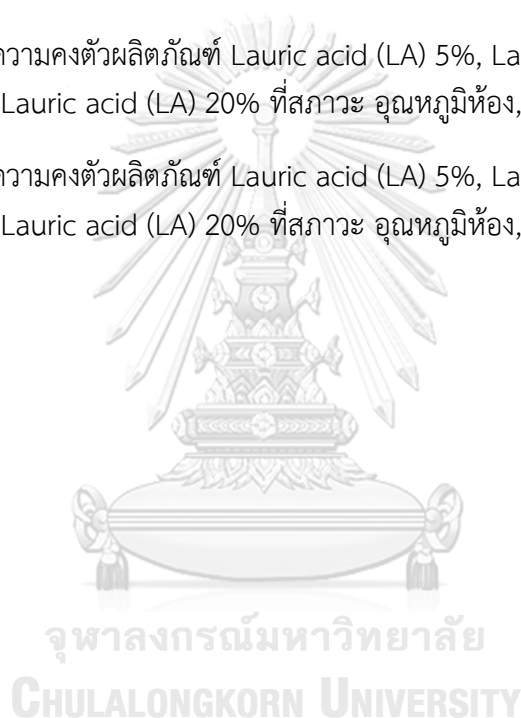 ความคงตัวผลิตภัณฑ์ Lauric acid (LA) 5%, La
Lauric acid (LA) 20% ที่สภาวะ อุณหภูมิห้อง,
ความคงตัวผลิตภัณฑ์ Lauric acid (LA) 5%, La
Lauric acid (LA) 20% ที่สภาวะ อุณหภูมิห้อง,
จุฬาลงกรณ์มหาวิทยาลัย
CHULALONGKORN UNIVERSITY